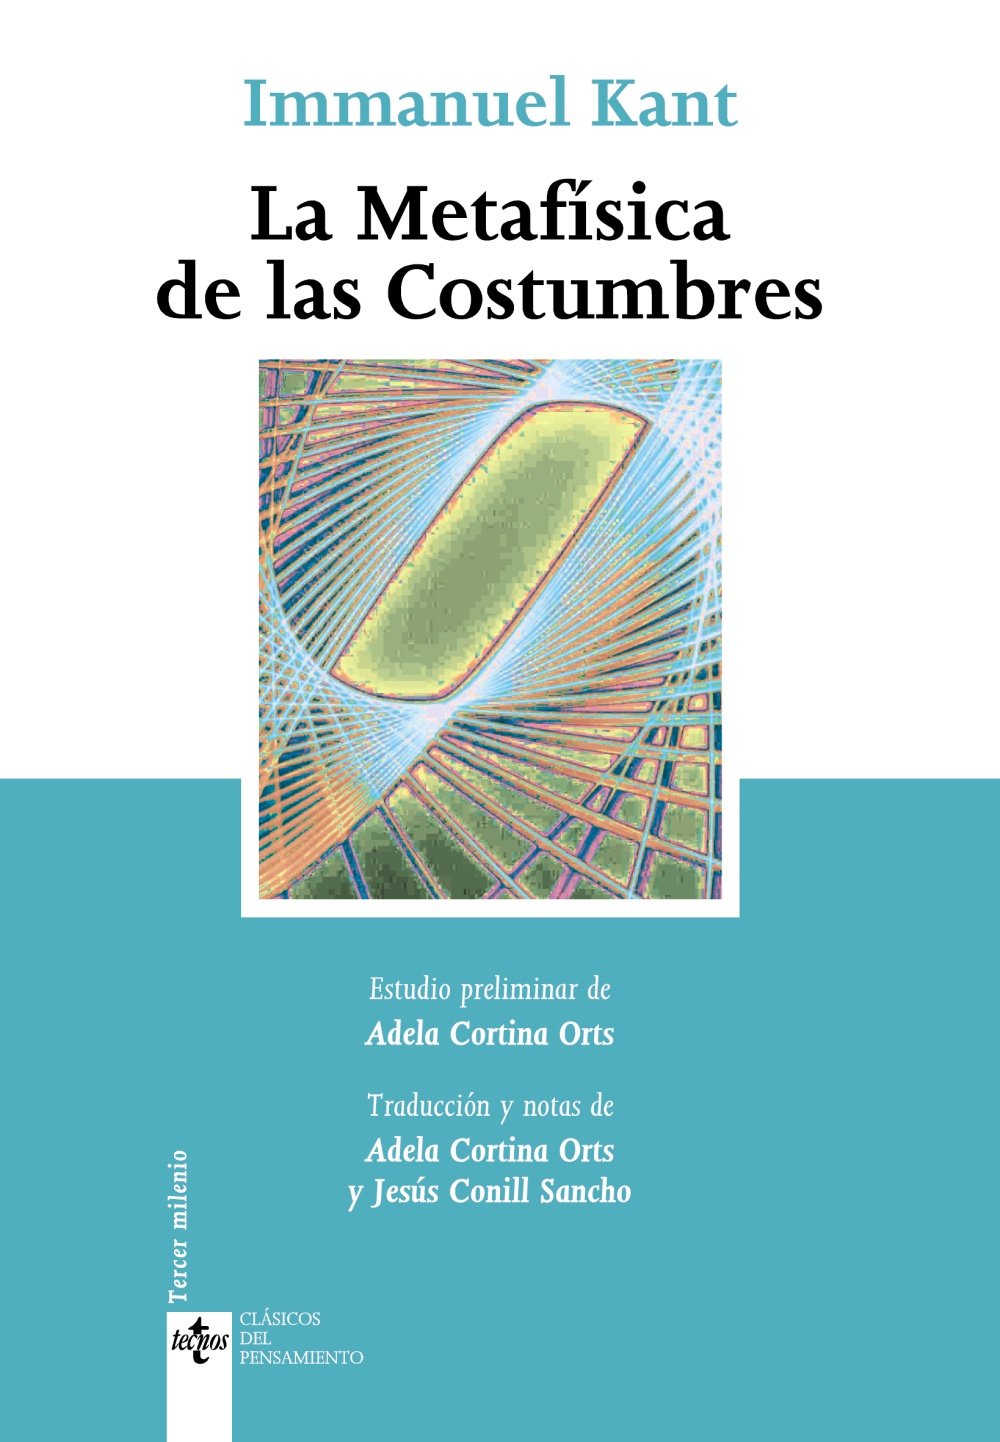 Immanuel Kant
La Metafísica
de las Costumbres
Estudio preliminar de
Adela Cortina Orts
Traducción y notas de
Adela Cortina Orts
y Jesús Conill Sancho
Tercer milenio
tecnos
CLÁSICOS
DEL
PENSAMIENTO